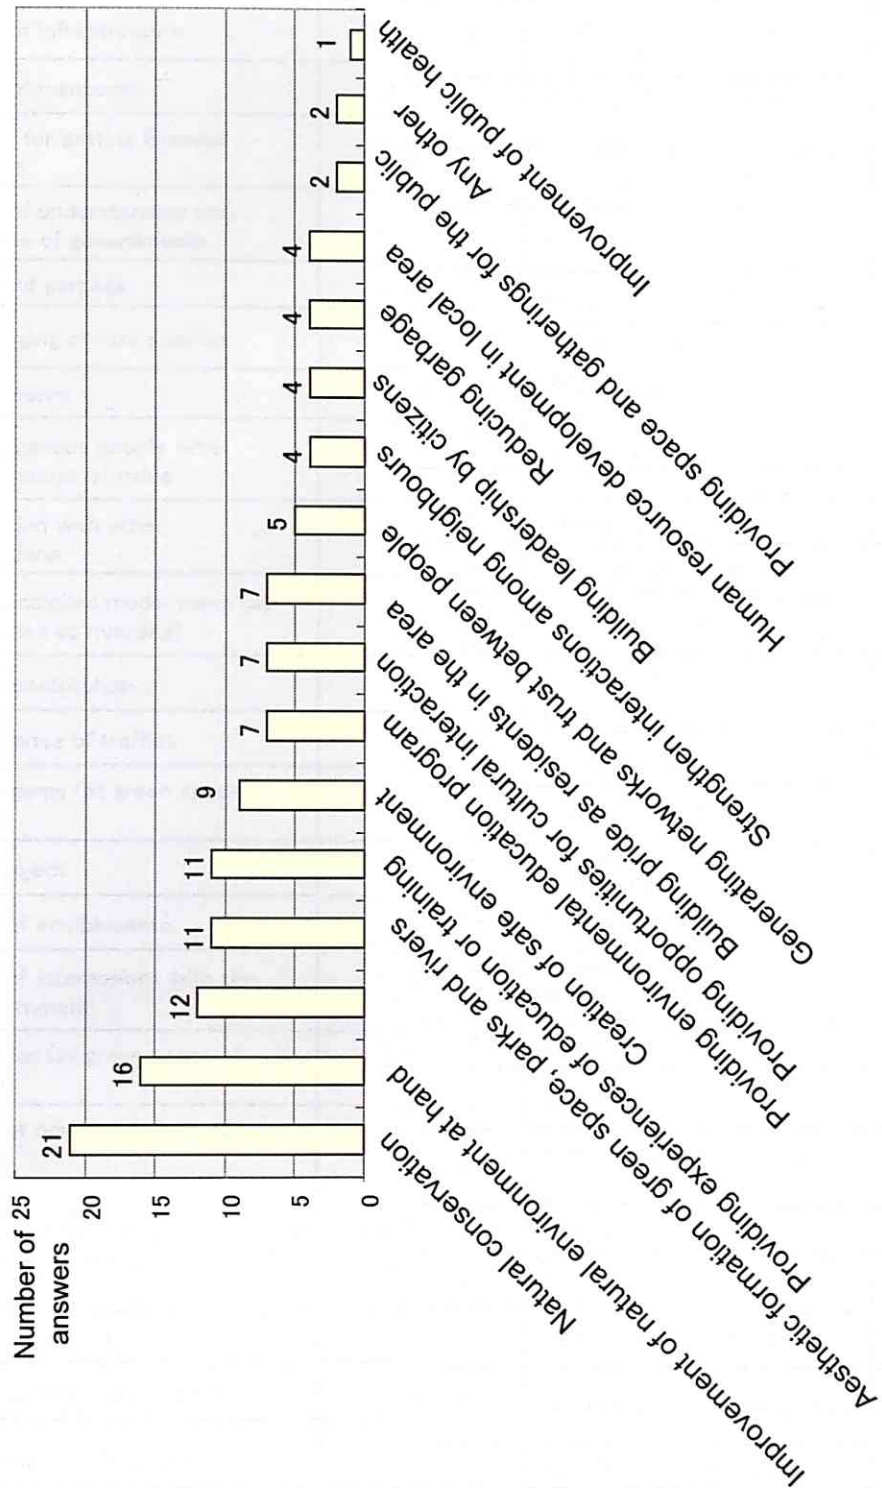 Number of
answers
25
20
15
10
5
0
21
16
12
11
11
9
7
7
7
5
4
4
4
4
2
2
1
Natural conservation
Improvement of natural environment at hand
Aesthetic formation of green space, parks and rivers
Providing experiences of education or training
Creation of safe environment
Providing environmental education program
Providing opportunities for cultural interaction
Building pride as residents in the area
Generating networks and trust between people
Strengthen interactions among neighbours
Building leadership by citizens
Reducing garbage
Human resource development in local area
Providing space and gatherings for the public
Any other
Improvement of public health